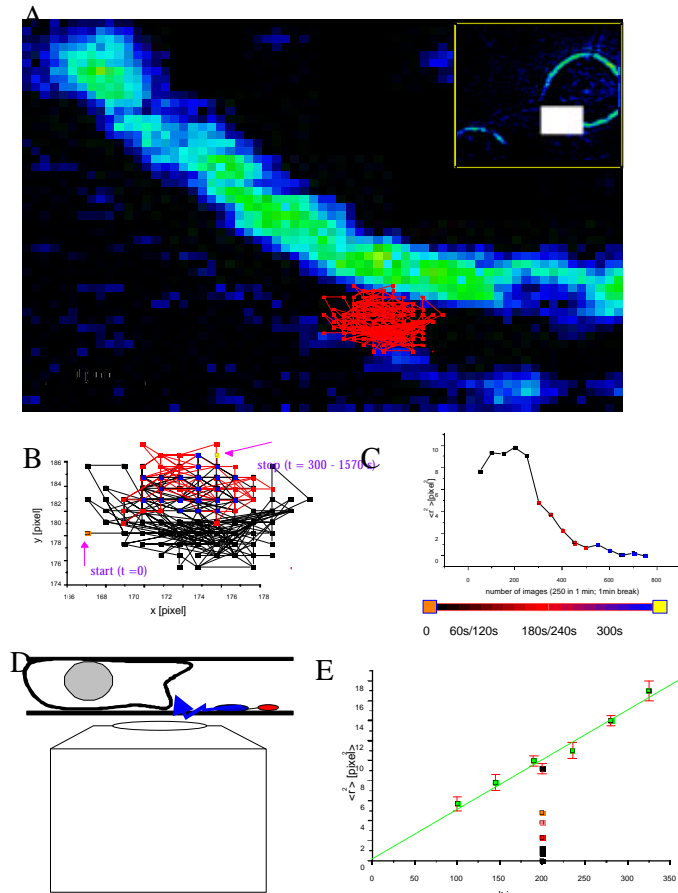 A
B
186
184
182
180
179
178
176
174
y [pixel]
168
170
172
174
176
178
x [pixel]
start (t =0)
stop (t = 300 - 1570 s)
C
10
8
6
4
2
0
<r²>[pixel²]
0
200
400
600
800
number of images (250 in 1 min; 1min break)
0 60s/120s 180s/240s 300s
D
E
18
16
14
12
10
8
6
4
3
2
0
<r²> [pixel²]
0 50 100 150 200 250 300 350